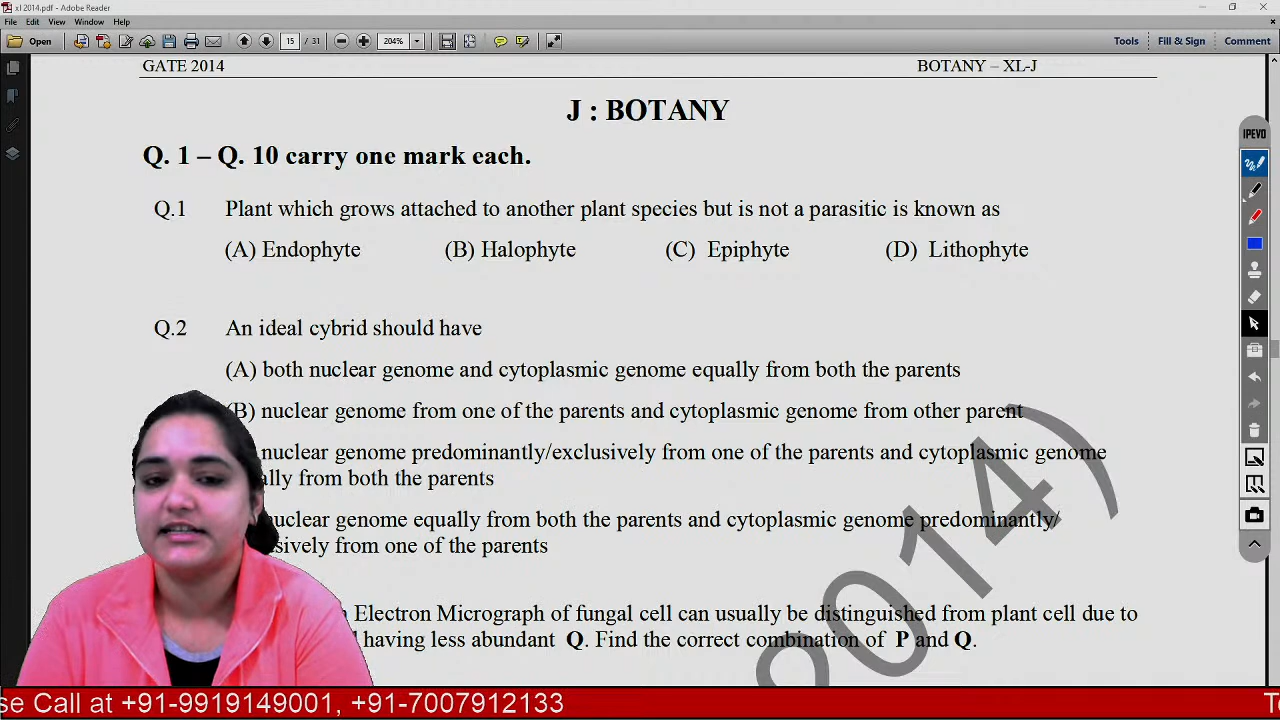 xl 2014.pdf - Adobe Reader
File Edit View Window Help
Open 15 / 31 204% Tools Fill & Sign Comment
GATE 2014 BOTANY – XL-J
J : BOTANY
IPEVO
Q. 1 – Q. 10 carry one mark each.
Q.1 Plant which grows attached to another plant species but is not a parasitic is known as
(A) Endophyte (B) Halophyte (C) Epiphyte (D) Lithophyte
Q.2 An ideal cybrid should have
(A) both nuclear genome and cytoplasmic genome equally from both the parents
(B) nuclear genome from one of the parents and cytoplasmic genome from other parent
nuclear genome predominantly/exclusively from one of the parents and cytoplasmic genome
ally from both the parents
nuclear genome equally from both the parents and cytoplasmic genome predominantly/
sively from one of the parents
Electron Micrograph of fungal cell can usually be distinguished from plant cell due to
having less abundant Q. Find the correct combination of P and Q.
2014)
se Call at +91-9919149001, +91-7007912133